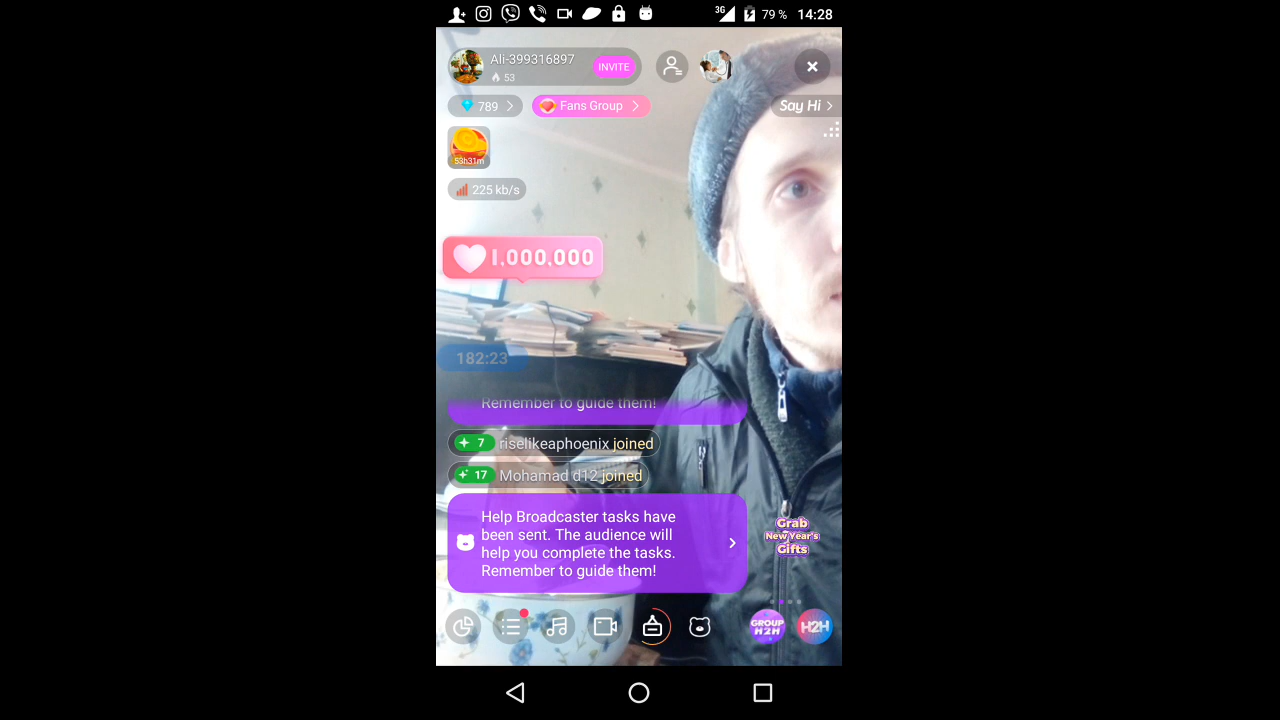 3G 79 % 14:28
Ali-399316897
INVITE
53
789
Fans Group
Say Hi
53h31m
225 kb/s
1,000,000
182:23
Remember to guide them!
7 riselikeaphoenix joined
17 Mohamad d12 joined
Help Broadcaster tasks have
been sent. The audience will
help you complete the tasks.
Remember to guide them!
Grab
New Year's
Gifts
GROUP
H2H
H2H